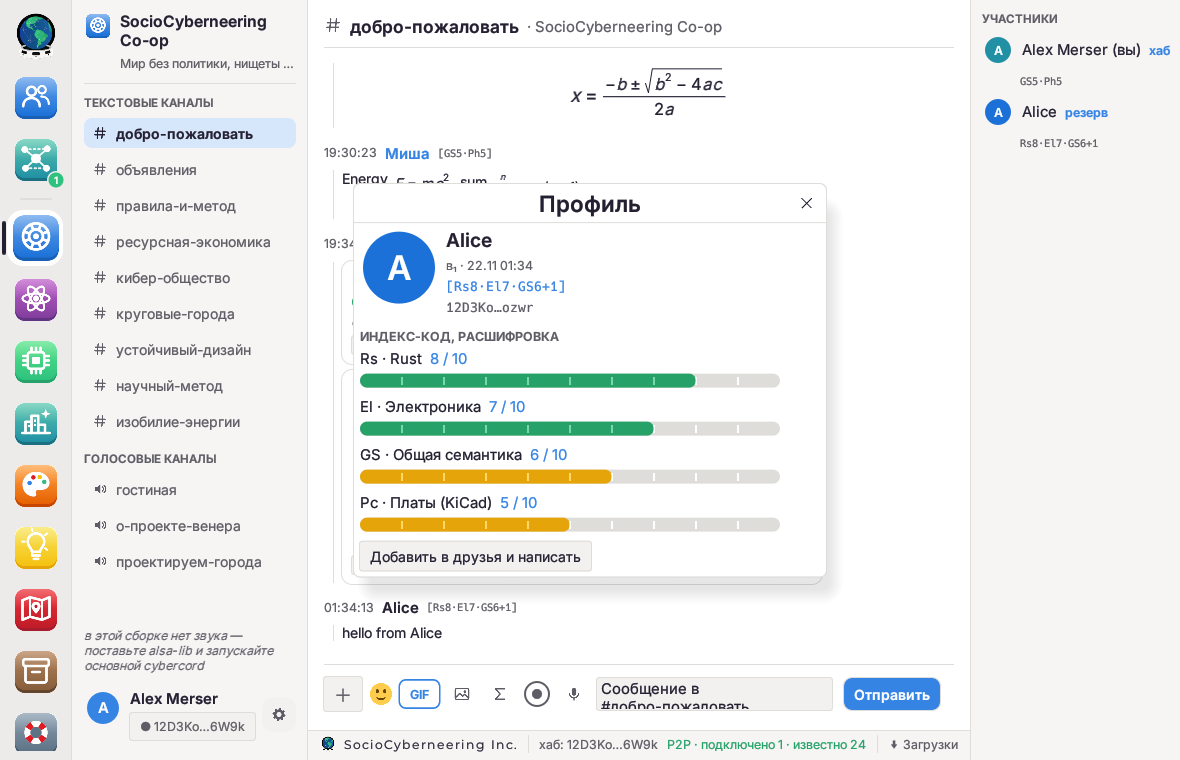 SocioCyberneering
Co-op
Мир без политики, нищеты ...
ТЕКСТОВЫЕ КАНАЛЫ
# добро-пожаловать
# объявления
# правила-и-метод
# ресурсная-экономика
# кибер-общество
# круговые-города
# устойчивый-дизайн
# научный-метод
# изобилие-энергии
ГОЛОСОВЫЕ КАНАЛЫ
гостиная
о-проекте-венера
проектируем-города
в этой сборке нет звука —
поставьте alsa-lib и запускайте
основной cybercord
A
Alex Merser
12D3Ko…6W9k
1
# добро-пожаловать · SocioCyberneering Co-op
x = (−b ± √(b² − 4ac)) / 2a
19:30:23 Миша [GS5·Ph5]
Energy
sum
19:34
Профиль
A
Alice
в₁ · 22.11 01:34
[Rs8·El7·GS6+1]
12D3Ko…ozwr
ИНДЕКС-КОД, РАСШИФРОВКА
Rs · Rust 8 / 10
El · Электроника 7 / 10
GS · Общая семантика 6 / 10
Pc · Платы (KiCad) 5 / 10
Добавить в друзья и написать
01:34:13 Alice [Rs8·El7·GS6+1]
hello from Alice
+
GIF
Σ
Сообщение в
#добро-пожаловать
Отправить
SocioCyberneering Inc.
хаб: 12D3Ko…6W9k
P2P · подключено 1 · известно 24
Загрузки
УЧАСТНИКИ
A
Alex Merser (вы) хаб
GS5·Ph5
A
Alice резерв
Rs8·El7·GS6+1